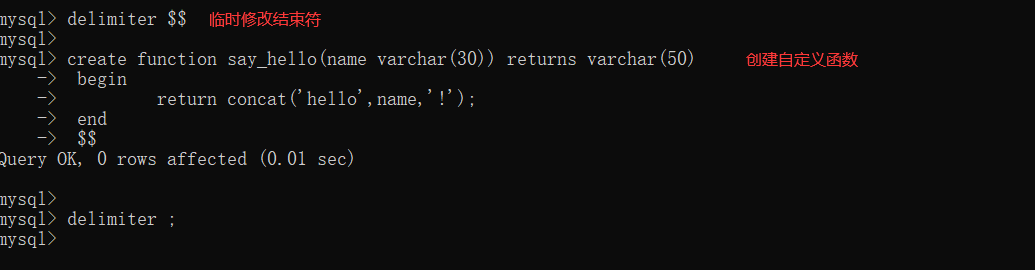 mysql> delimiter $$ 临时修改结束符
mysql>
mysql> create function say_hello(name varchar(30)) returns varchar(50) 创建自定义函数
-> begin
-> return concat('hello',name,'!');
-> end
-> $$
Query OK, 0 rows affected (0.01 sec)
mysql>
mysql> delimiter ;
mysql>